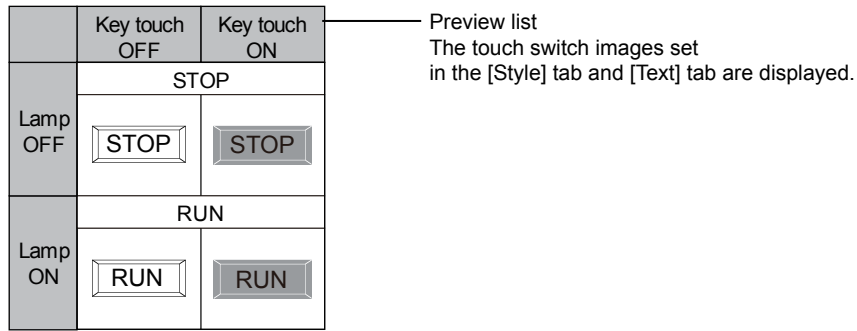 Key touch OFF
Key touch ON
Preview list
The touch switch images set
in the [Style] tab and [Text] tab are displayed.
Lamp OFF
STOP
STOP
STOP
Lamp ON
RUN
RUN
RUN